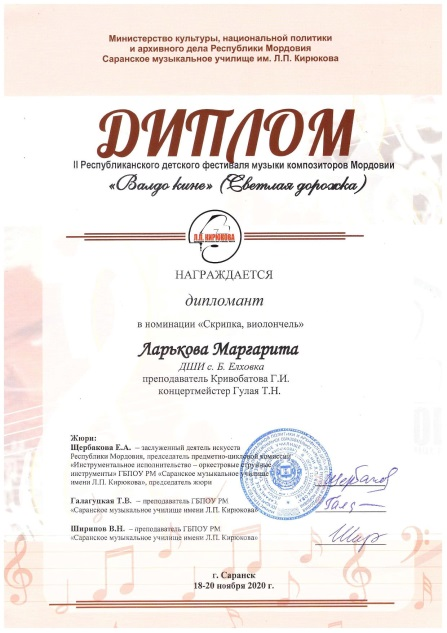 Министерство культуры, национальной политики
и архивного дела Республики Мордовия
Саранское музыкальное училище им. Л.П. Кирюкова
ДИПЛОМ
II Республиканского детского фестиваля музыки композиторов Мордовии
«Валдо кине» (Светлая дорожка)
Л.П. КИРЮКОВА
НАГРАЖДАЕТСЯ
дипломант
в номинации «Скрипка, виолончель»
Ларькова Маргарита
ДШИ с. Б. Елховка
преподаватель Кривобатова Г.И.
концертмейстер Гулая Т.Н.
Жюри:
Щербакова Е.А. – заслуженный деятель искусств
Республики Мордовия, председатель предметно-цикловой комиссии
«Инструментальное исполнительство – оркестровые струнные
инструменты» ГБПОУ РМ «Саранское музыкальное училище
имени Л.П. Кирюкова», председатель жюри
Галагуцкая Т.В. – преподаватель ГБПОУ РМ
«Саранское музыкальное училище имени Л.П. Кирюкова»
Ширипов В.Н. – преподаватель ГБПОУ РМ
«Саранское музыкальное училище имени Л.П. Кирюкова»
г. Саранск
18-20 ноября 2020 г.